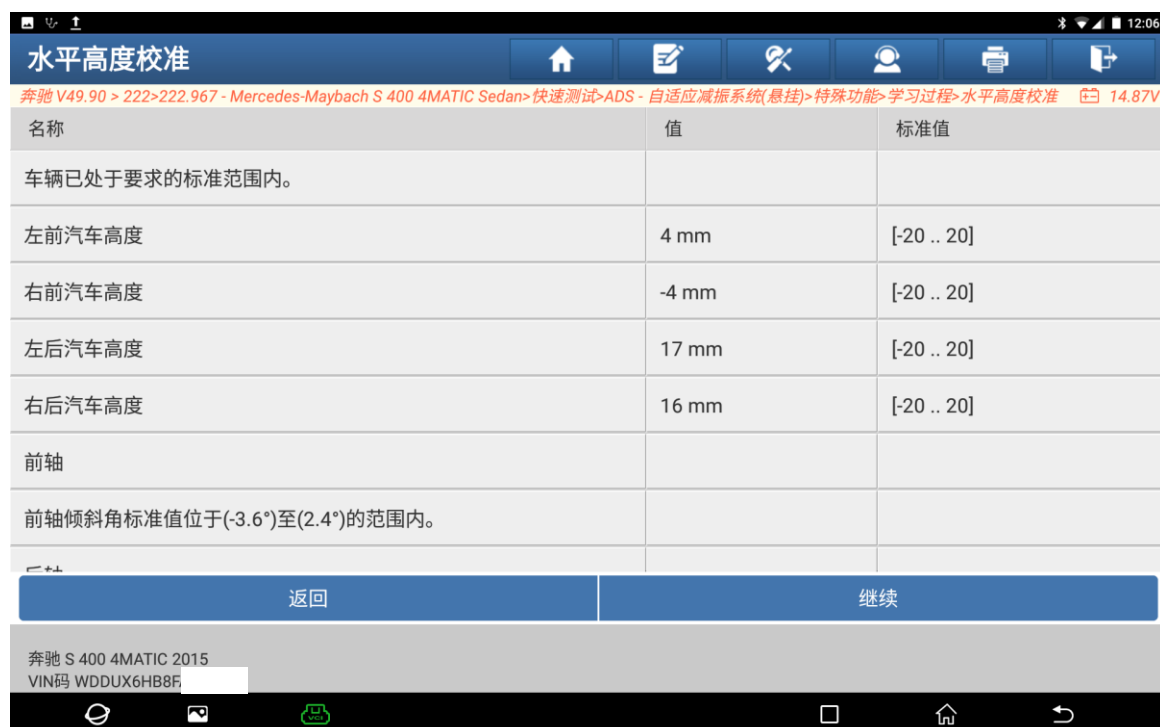 12:06
水平高度校准
奔驰 V49.90 > 222>222.967 - Mercedes-Maybach S 400 4MATIC Sedan>快速测试>ADS - 自适应减振系统(悬挂)>特殊功能>学习过程>水平高度校准 14.87V
名称 值 标准值
车辆已处于要求的标准范围内。
左前汽车高度 4 mm [-20 .. 20]
右前汽车高度 -4 mm [-20 .. 20]
左后汽车高度 17 mm [-20 .. 20]
右后汽车高度 16 mm [-20 .. 20]
前轴
前轴倾斜角标准值位于(-3.6°)至(2.4°)的范围内。
返回 继续
奔驰 S 400 4MATIC 2015
VIN码 WDDUX6HB8F
VCI